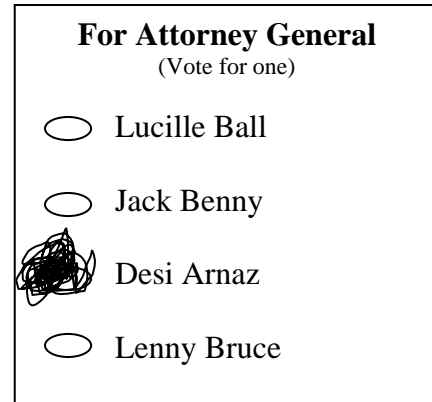 For Attorney General
(Vote for one)
Lucille Ball
Jack Benny
Desi Arnaz
Lenny Bruce